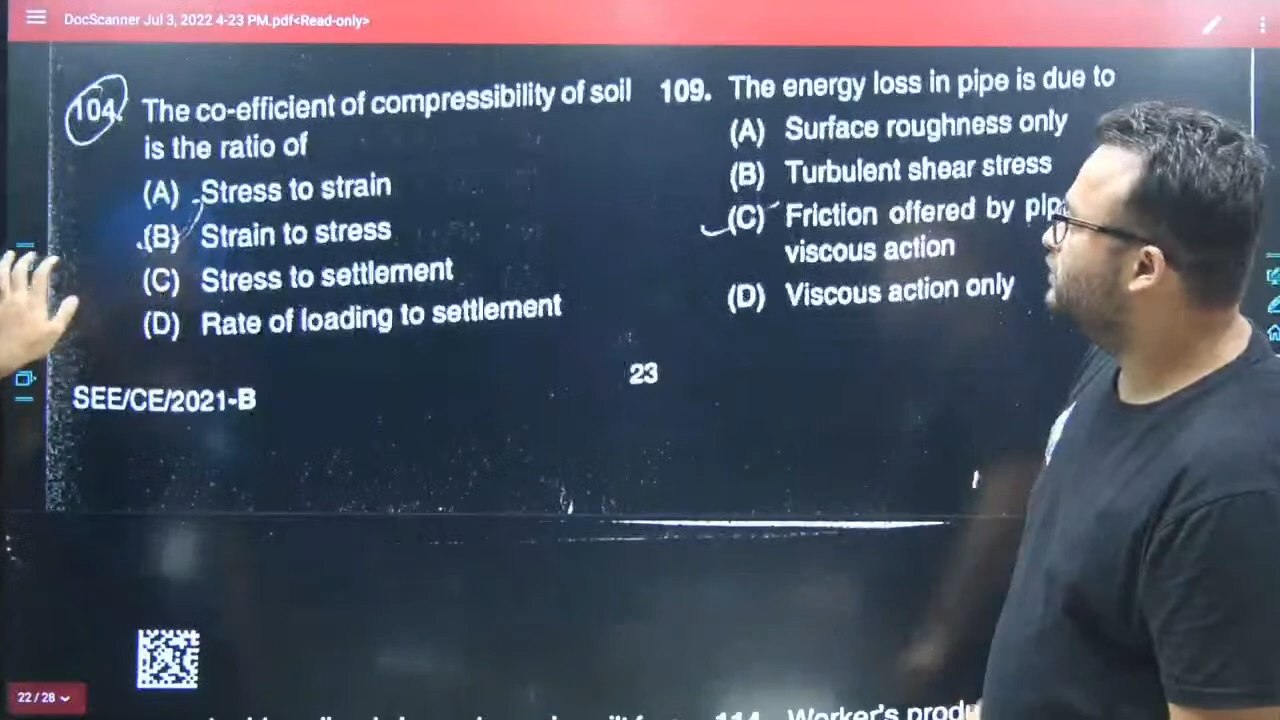 DocScanner Jul 3, 2022 4-23 PM.pdf<Read-only>
104. The co-efficient of compressibility of soil
is the ratio of
(A) Stress to strain
(B) Strain to stress
(C) Stress to settlement
(D) Rate of loading to settlement
SEE/CE/2021-B
109. The energy loss in pipe is due to
(A) Surface roughness only
(B) Turbulent shear stress
(C) Friction offered by
viscous action
(D) Viscous action only
23
22 / 28
114. Worker's